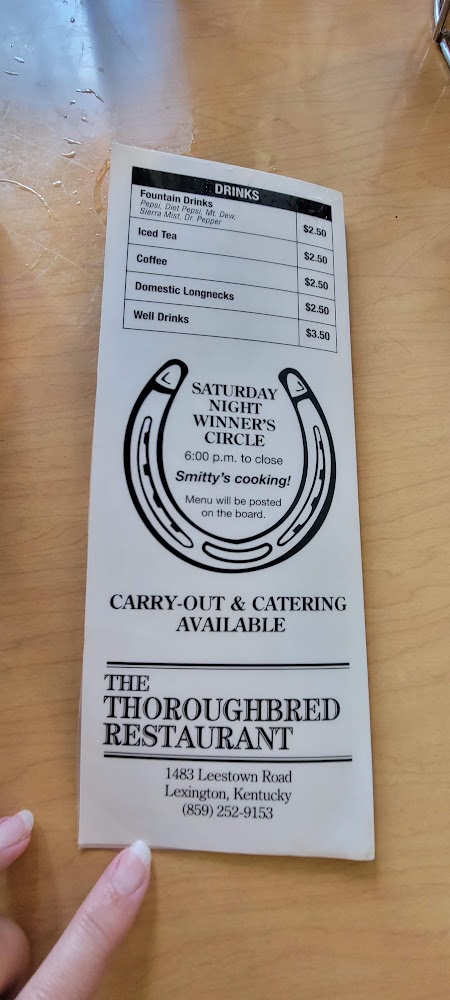 DRINKS
Fountain Drinks
Pepsi, Diet Pepsi, Mt. Dew,
Sierra Mist, Dr. Pepper
$2.50
Iced Tea $2.50
Coffee $2.50
Domestic Longnecks $2.50
Well Drinks $3.50
SATURDAY
NIGHT
WINNER'S
CIRCLE
6:00 p.m. to close
Smitty's cooking!
Menu will be posted
on the board.
CARRY-OUT & CATERING
AVAILABLE
THE
THOROUGHBRED
RESTAURANT
1483 Leestown Road
Lexington, Kentucky
(859) 252-9153